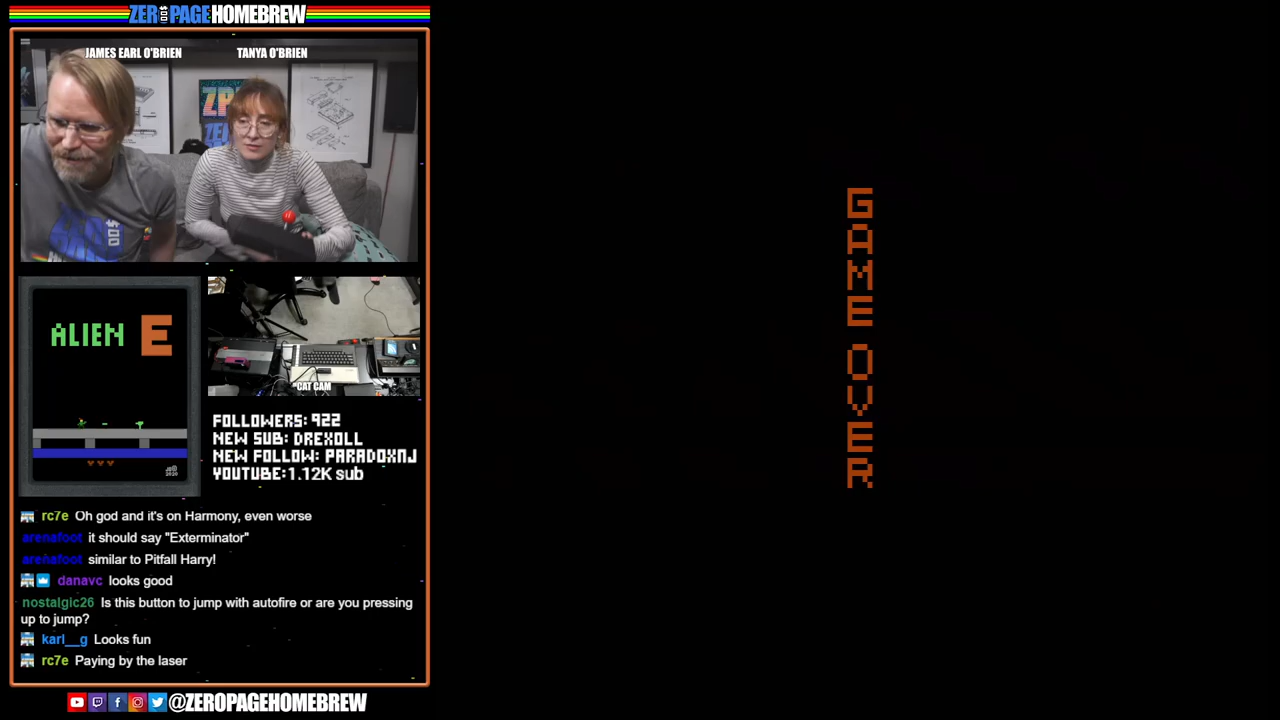 ZEROPAGE HOMEBREW
JAMES EARL O'BRIEN
TANYA O'BRIEN
ALIEN E
*CAT CAM
FOLLOWERS: 922
NEW SUB: DREXOLL
NEW FOLLOW: PARADOXNJ
YOUTUBE:1.12K sub
rc7e Oh god and it's on Harmony, even worse
arenafoot it should say "Exterminator"
arenafoot similar to Pitfall Harry!
danavc looks good
nostalgic26 Is this button to jump with autofire or are you pressing
up to jump?
karl__g Looks fun
rc7e Paying by the laser
@ZEROPAGEHOMEBREW
GAME OVER